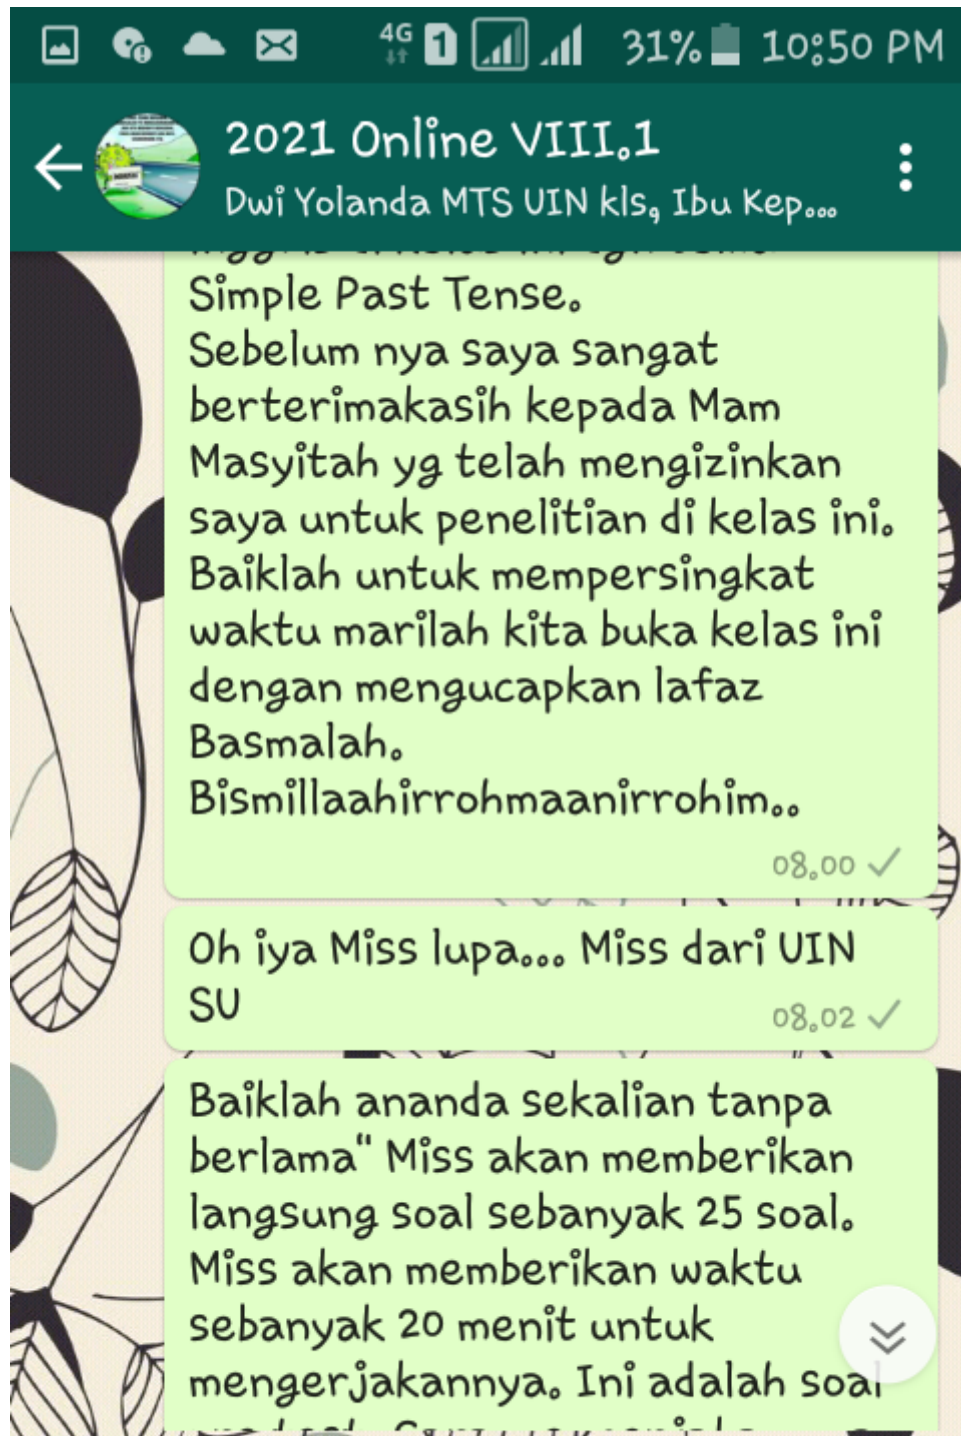 4G 1 31% 10:50 PM
2021 Online VIII.1
Dwi Yolanda MTS UIN kls, Ibu Kep...
Simple Past Tense.
Sebelum nya saya sangat
berterimakasih kepada Mam
Masyitah yg telah mengizinkan
saya untuk penelitian di kelas ini.
Baiklah untuk mempersingkat
waktu marilah kita buka kelas ini
dengan mengucapkan lafaz
Basmalah.
Bismillaahirrohmaanirrohim..
08.00
Oh iya Miss lupa... Miss dari UIN
SU
08.02
Baiklah ananda sekalian tanpa
berlama" Miss akan memberikan
langsung soal sebanyak 25 soal.
Miss akan memberikan waktu
sebanyak 20 menit untuk
mengerjakannya. Ini adalah soal